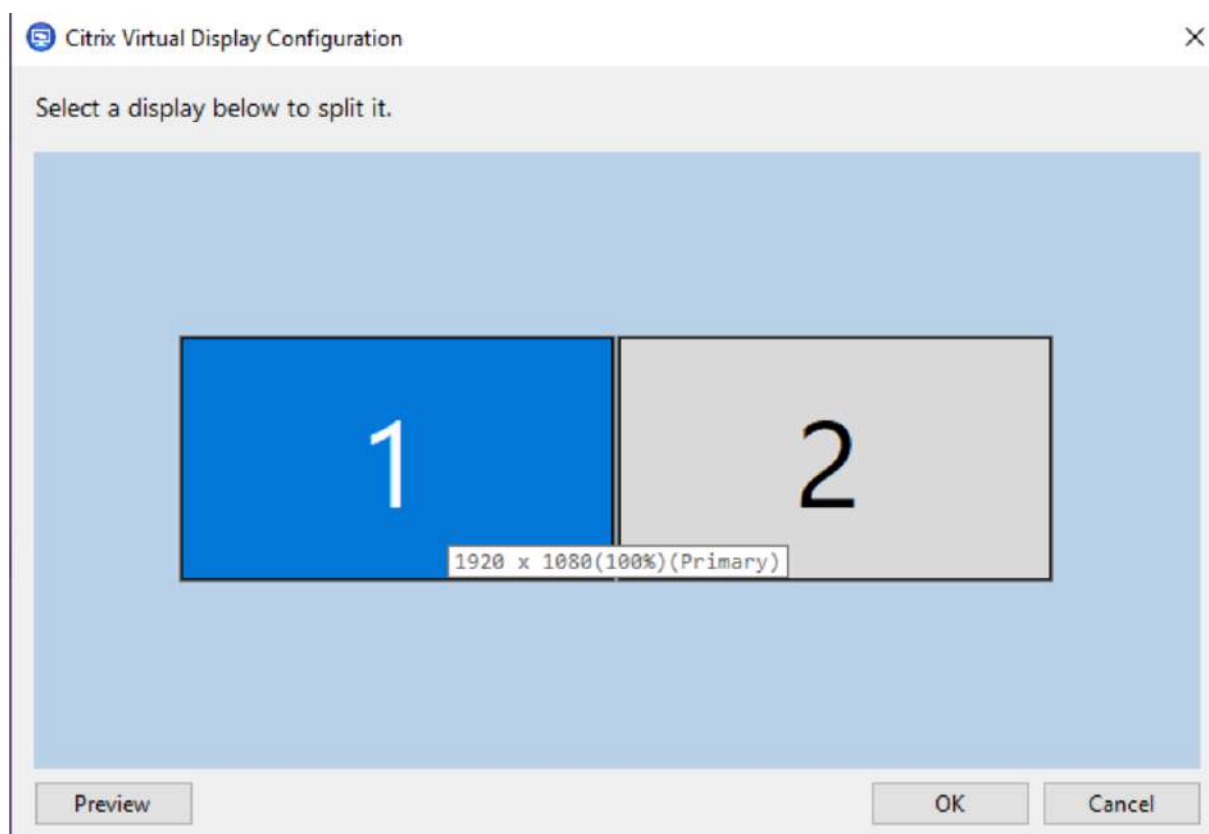 Citrix Virtual Display Configuration
Select a display below to split it.
1
2
1920 x 1080(100%)(Primary)
Preview
OK
Cancel